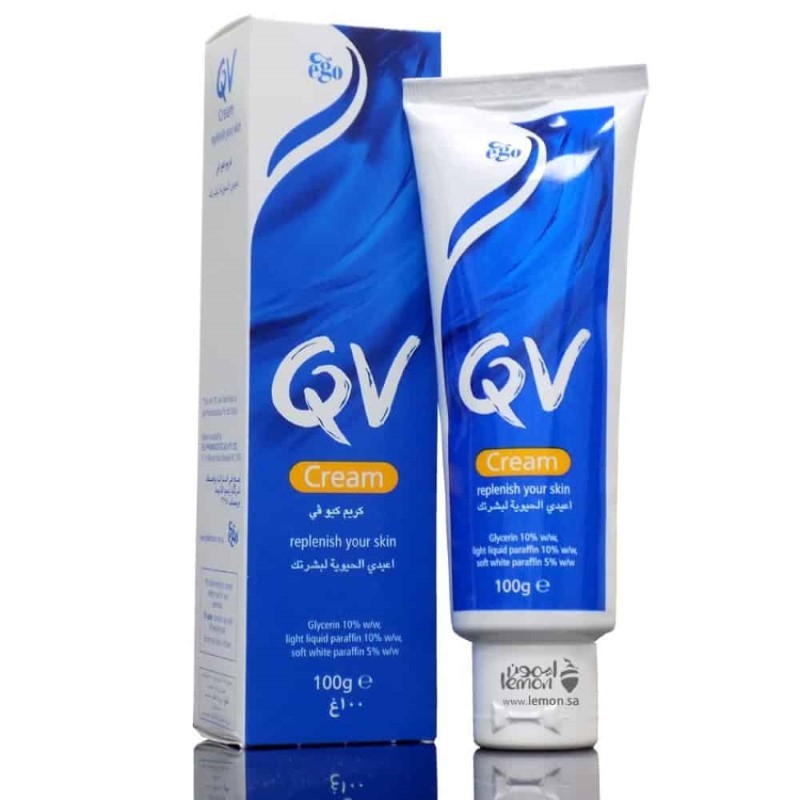 QV
Cream
replenish your skin
ego
QV
Cream
كريم كيو في
replenish your skin
اعيدي الحيوية لبشرتك
Glycerin 10% w/w,
light liquid paraffin 10% w/w,
soft white paraffin 5% w/w
100g e
١٠٠غ
ego
QV
Cream
replenish your skin
اعيدي الحيوية لبشرتك
Glycerin 10% w/w,
light liquid paraffin 10% w/w,
soft white paraffin 5% w/w
100g e
ليمون
lemon
www.lemon.sa